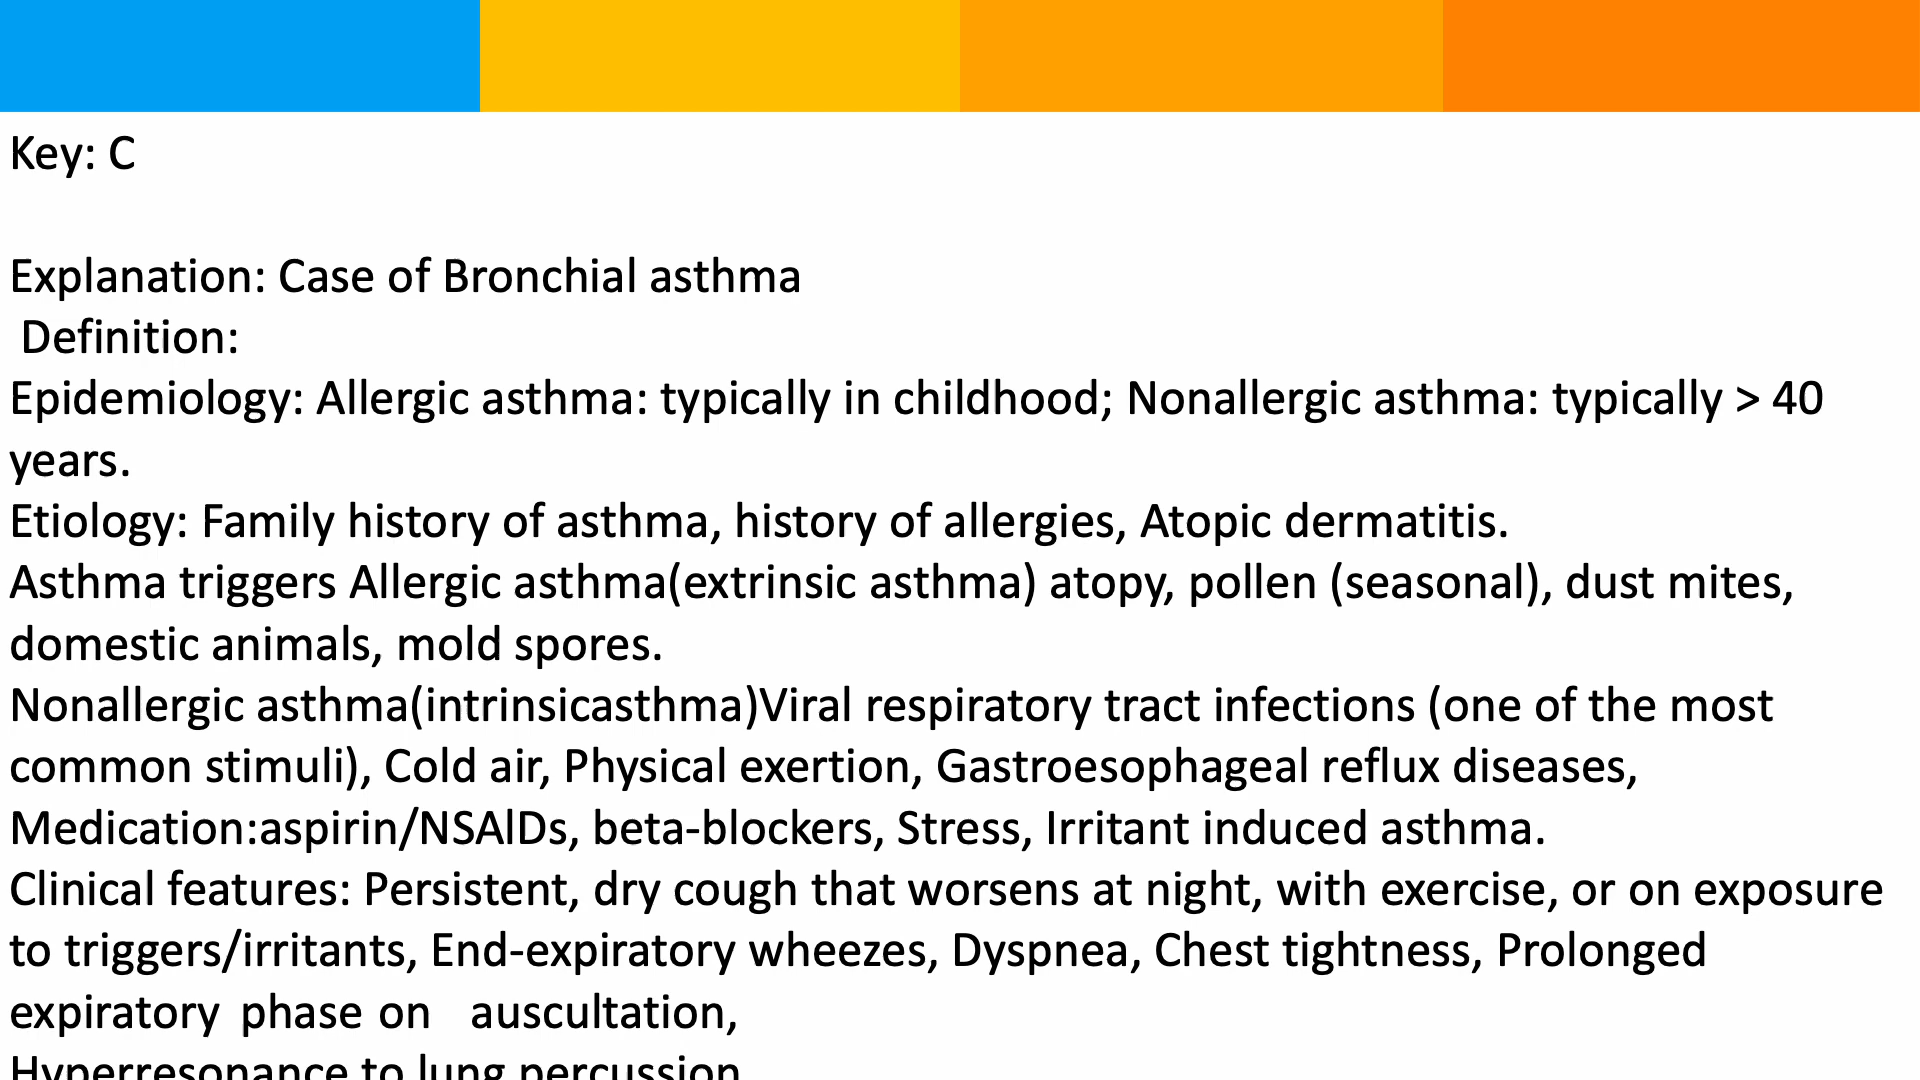 Key: C
Explanation: Case of Bronchial asthma
Definition:
Epidemiology: Allergic asthma: typically in childhood; Nonallergic asthma: typically > 40
years.
Etiology: Family history of asthma, history of allergies, Atopic dermatitis.
Asthma triggers Allergic asthma(extrinsic asthma) atopy, pollen (seasonal), dust mites,
domestic animals, mold spores.
Nonallergic asthma(intrinsicasthma)Viral respiratory tract infections (one of the most
common stimuli), Cold air, Physical exertion, Gastroesophageal reflux diseases,
Medication:aspirin/NSAlDs, beta-blockers, Stress, Irritant induced asthma.
Clinical features: Persistent, dry cough that worsens at night, with exercise, or on exposure
to triggers/irritants, End-expiratory wheezes, Dyspnea, Chest tightness, Prolonged
expiratory phase on auscultation,
Hyperresonance to lung percussion